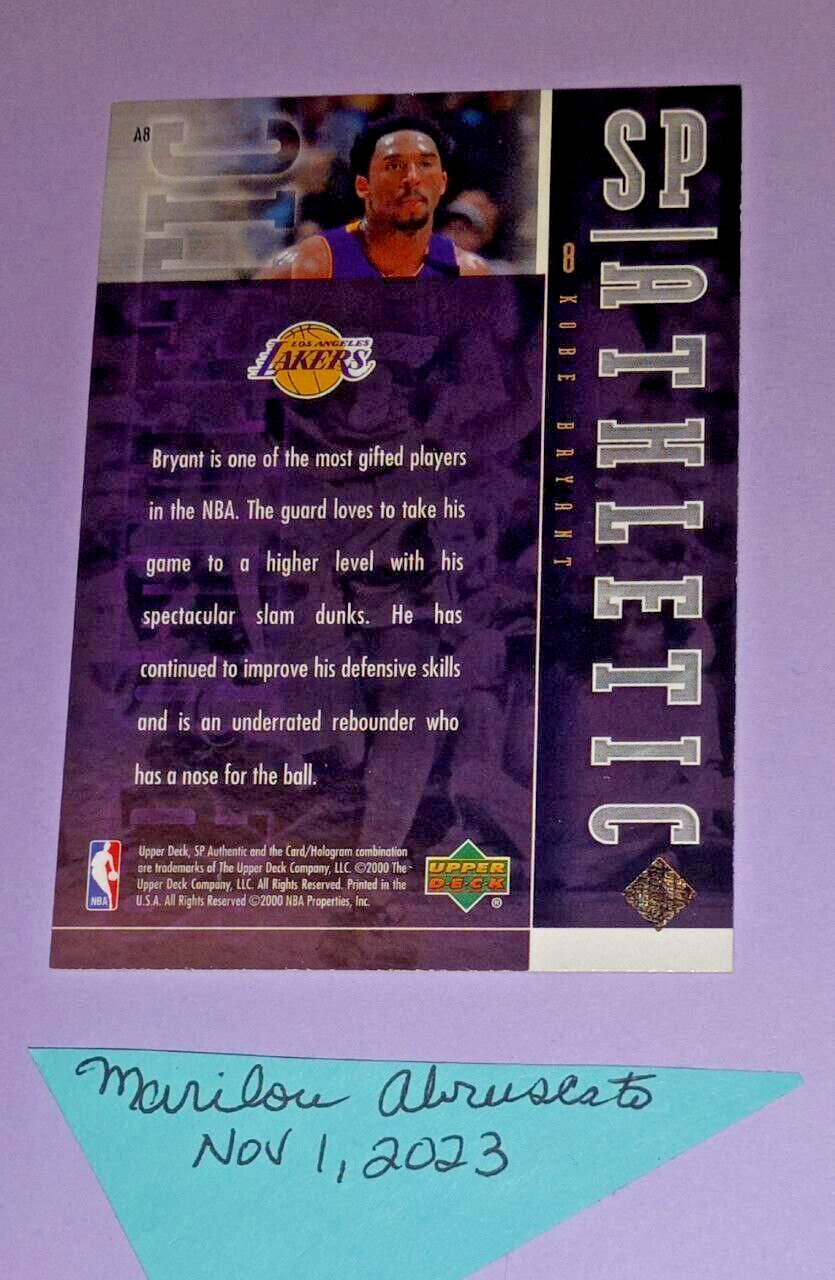 A8
SP
ATHLETIC
8 KOBE BRYANT
LOS ANGELES
LAKERS
Bryant is one of the most gifted players
in the NBA. The guard loves to take his
game to a higher level with his
spectacular slam dunks. He has
continued to improve his defensive skills
and is an underrated rebounder who
has a nose for the ball.
NBA
Upper Deck, SP Authentic and the Card/Hologram combination
are trademarks of The Upper Deck Company, LLC. ©2000 The
Upper Deck Company, LLC. All Rights Reserved. Printed in the
U.S.A. All Rights Reserved ©2000 NBA Properties, Inc.
UPPER
DECK
®
Marilou Abruscato
Nov 1, 2023